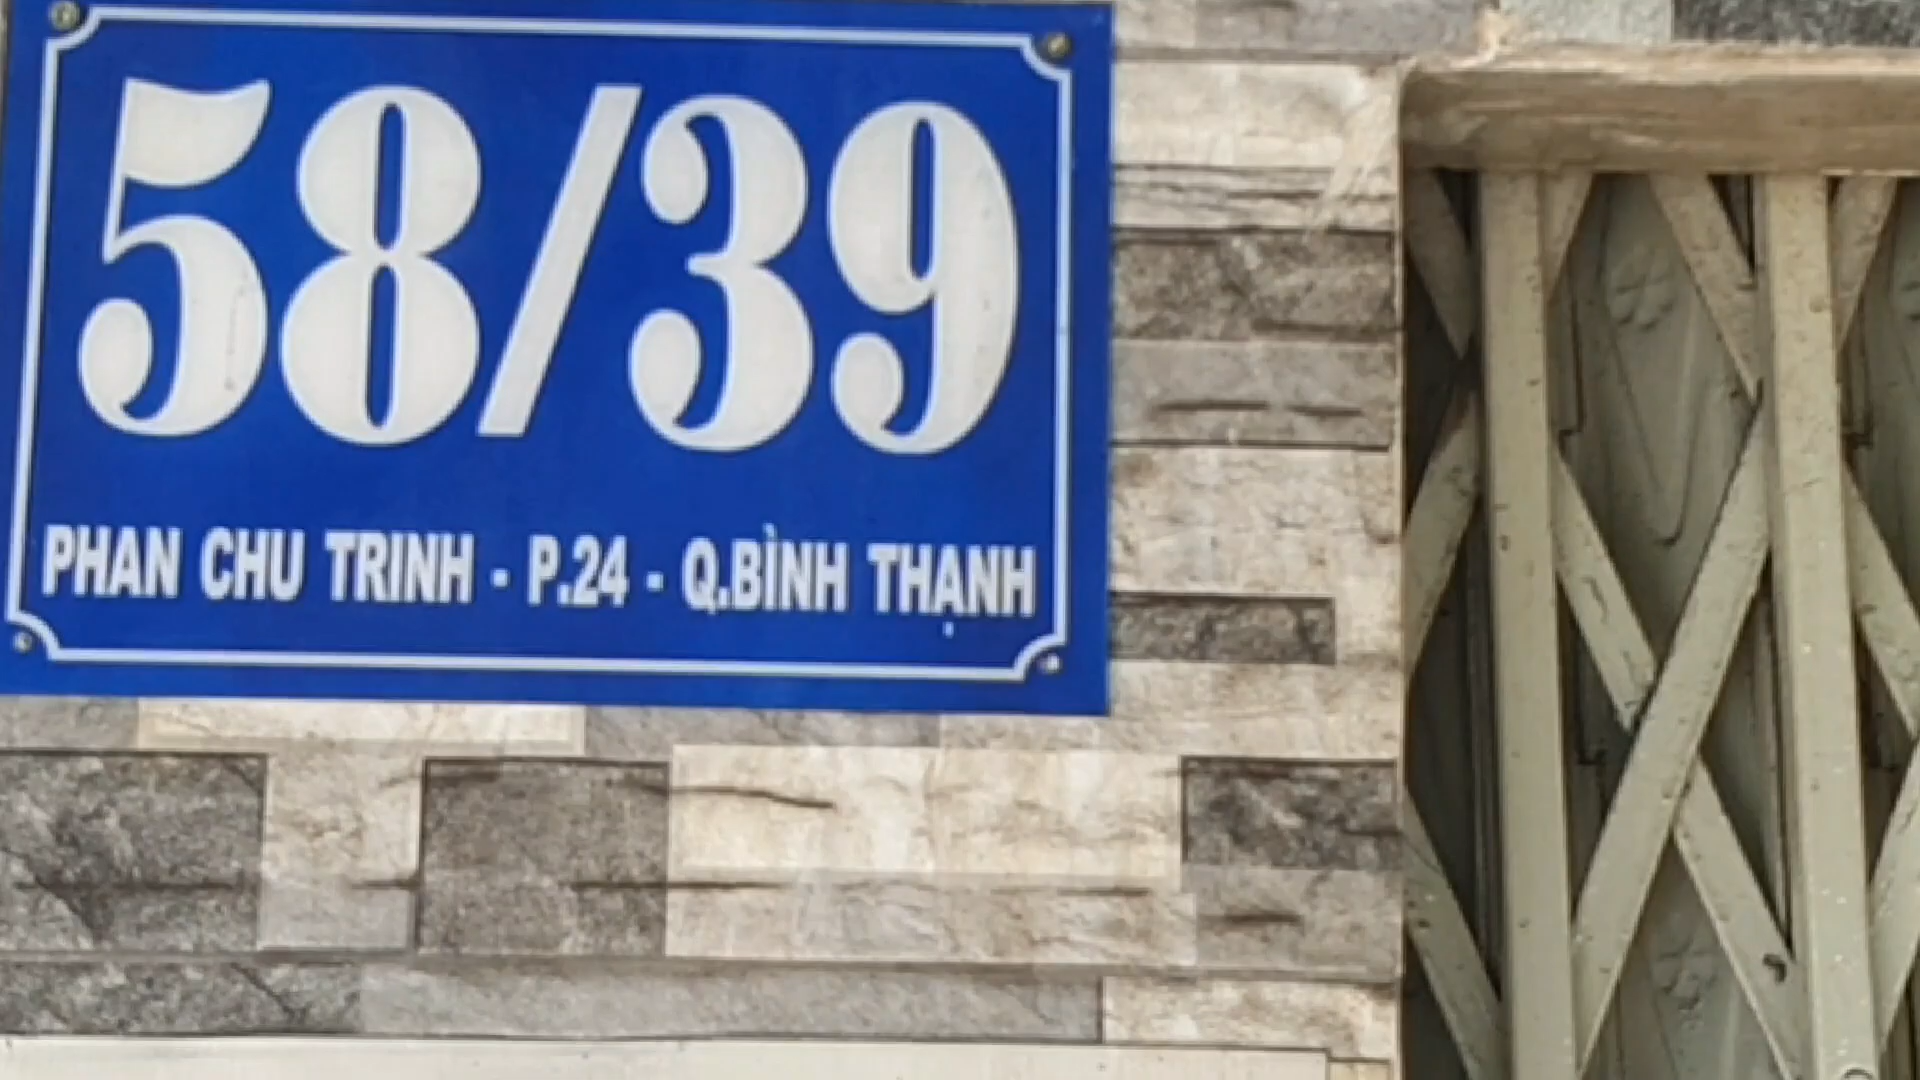 58/39
PHAN CHU TRINH - P.24 - Q.BÌNH THẠNH